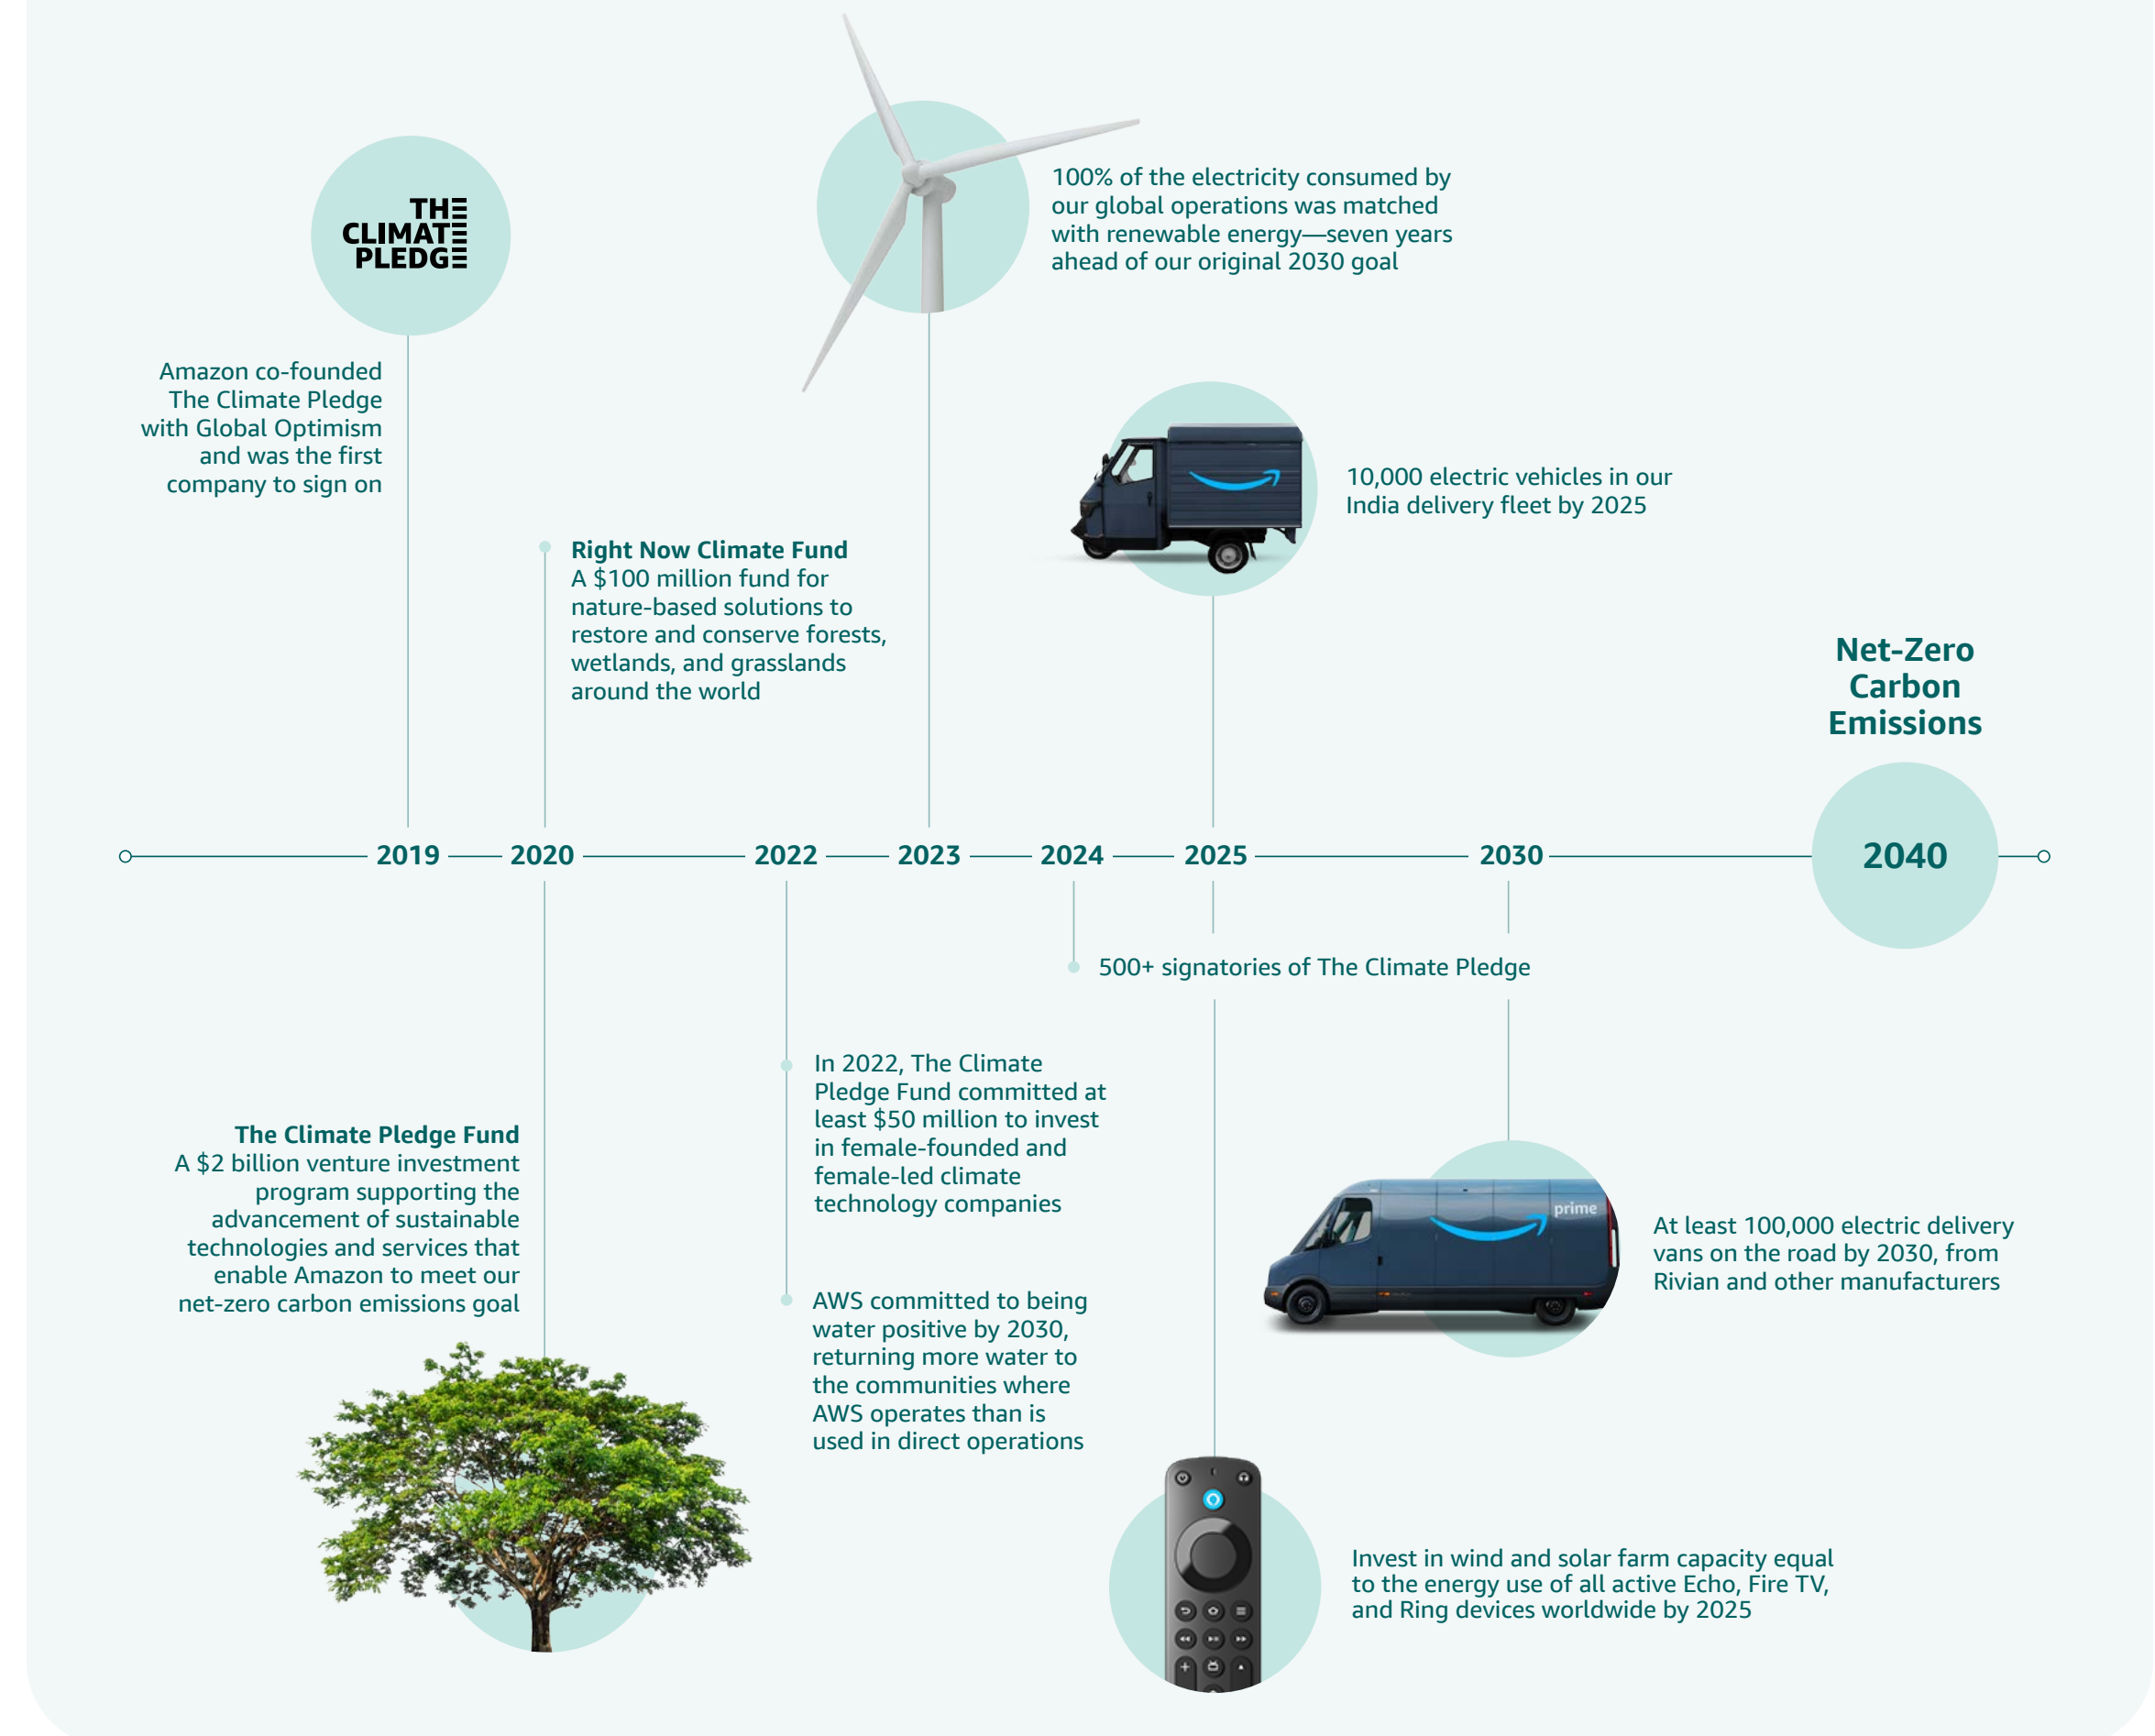 THE
CLIMATE
PLEDGE
Amazon co-founded
The Climate Pledge
with Global Optimism
and was the first
company to sign on
Right Now Climate Fund
A $100 million fund for
nature-based solutions to
restore and conserve forests,
wetlands, and grasslands
around the world
100% of the electricity consumed by
our global operations was matched
with renewable energy—seven years
ahead of our original 2030 goal
10,000 electric vehicles in our
India delivery fleet by 2025
Net-Zero
Carbon
Emissions
2019 2020 2022 2023 2024 2025 2030 2040
500+ signatories of The Climate Pledge
The Climate Pledge Fund
A $2 billion venture investment
program supporting the
advancement of sustainable
technologies and services that
enable Amazon to meet our
net-zero carbon emissions goal
In 2022, The Climate
Pledge Fund committed at
least $50 million to invest
in female-founded and
female-led climate
technology companies
AWS committed to being
water positive by 2030,
returning more water to
the communities where
AWS operates than is
used in direct operations
prime
At least 100,000 electric delivery
vans on the road by 2030, from
Rivian and other manufacturers
Invest in wind and solar farm capacity equal
to the energy use of all active Echo, Fire TV,
and Ring devices worldwide by 2025